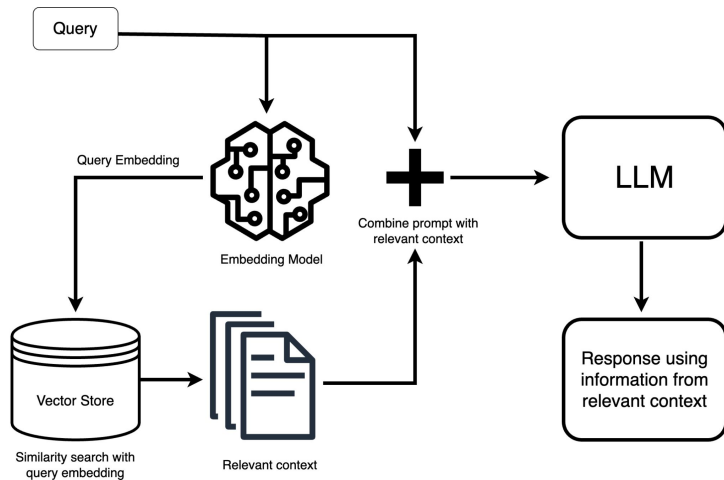 Query
Query Embedding
Embedding Model
Combine prompt with
relevant context
LLM
Vector Store
Similarity search with
query embedding
Relevant context
Response using
information from
relevant context